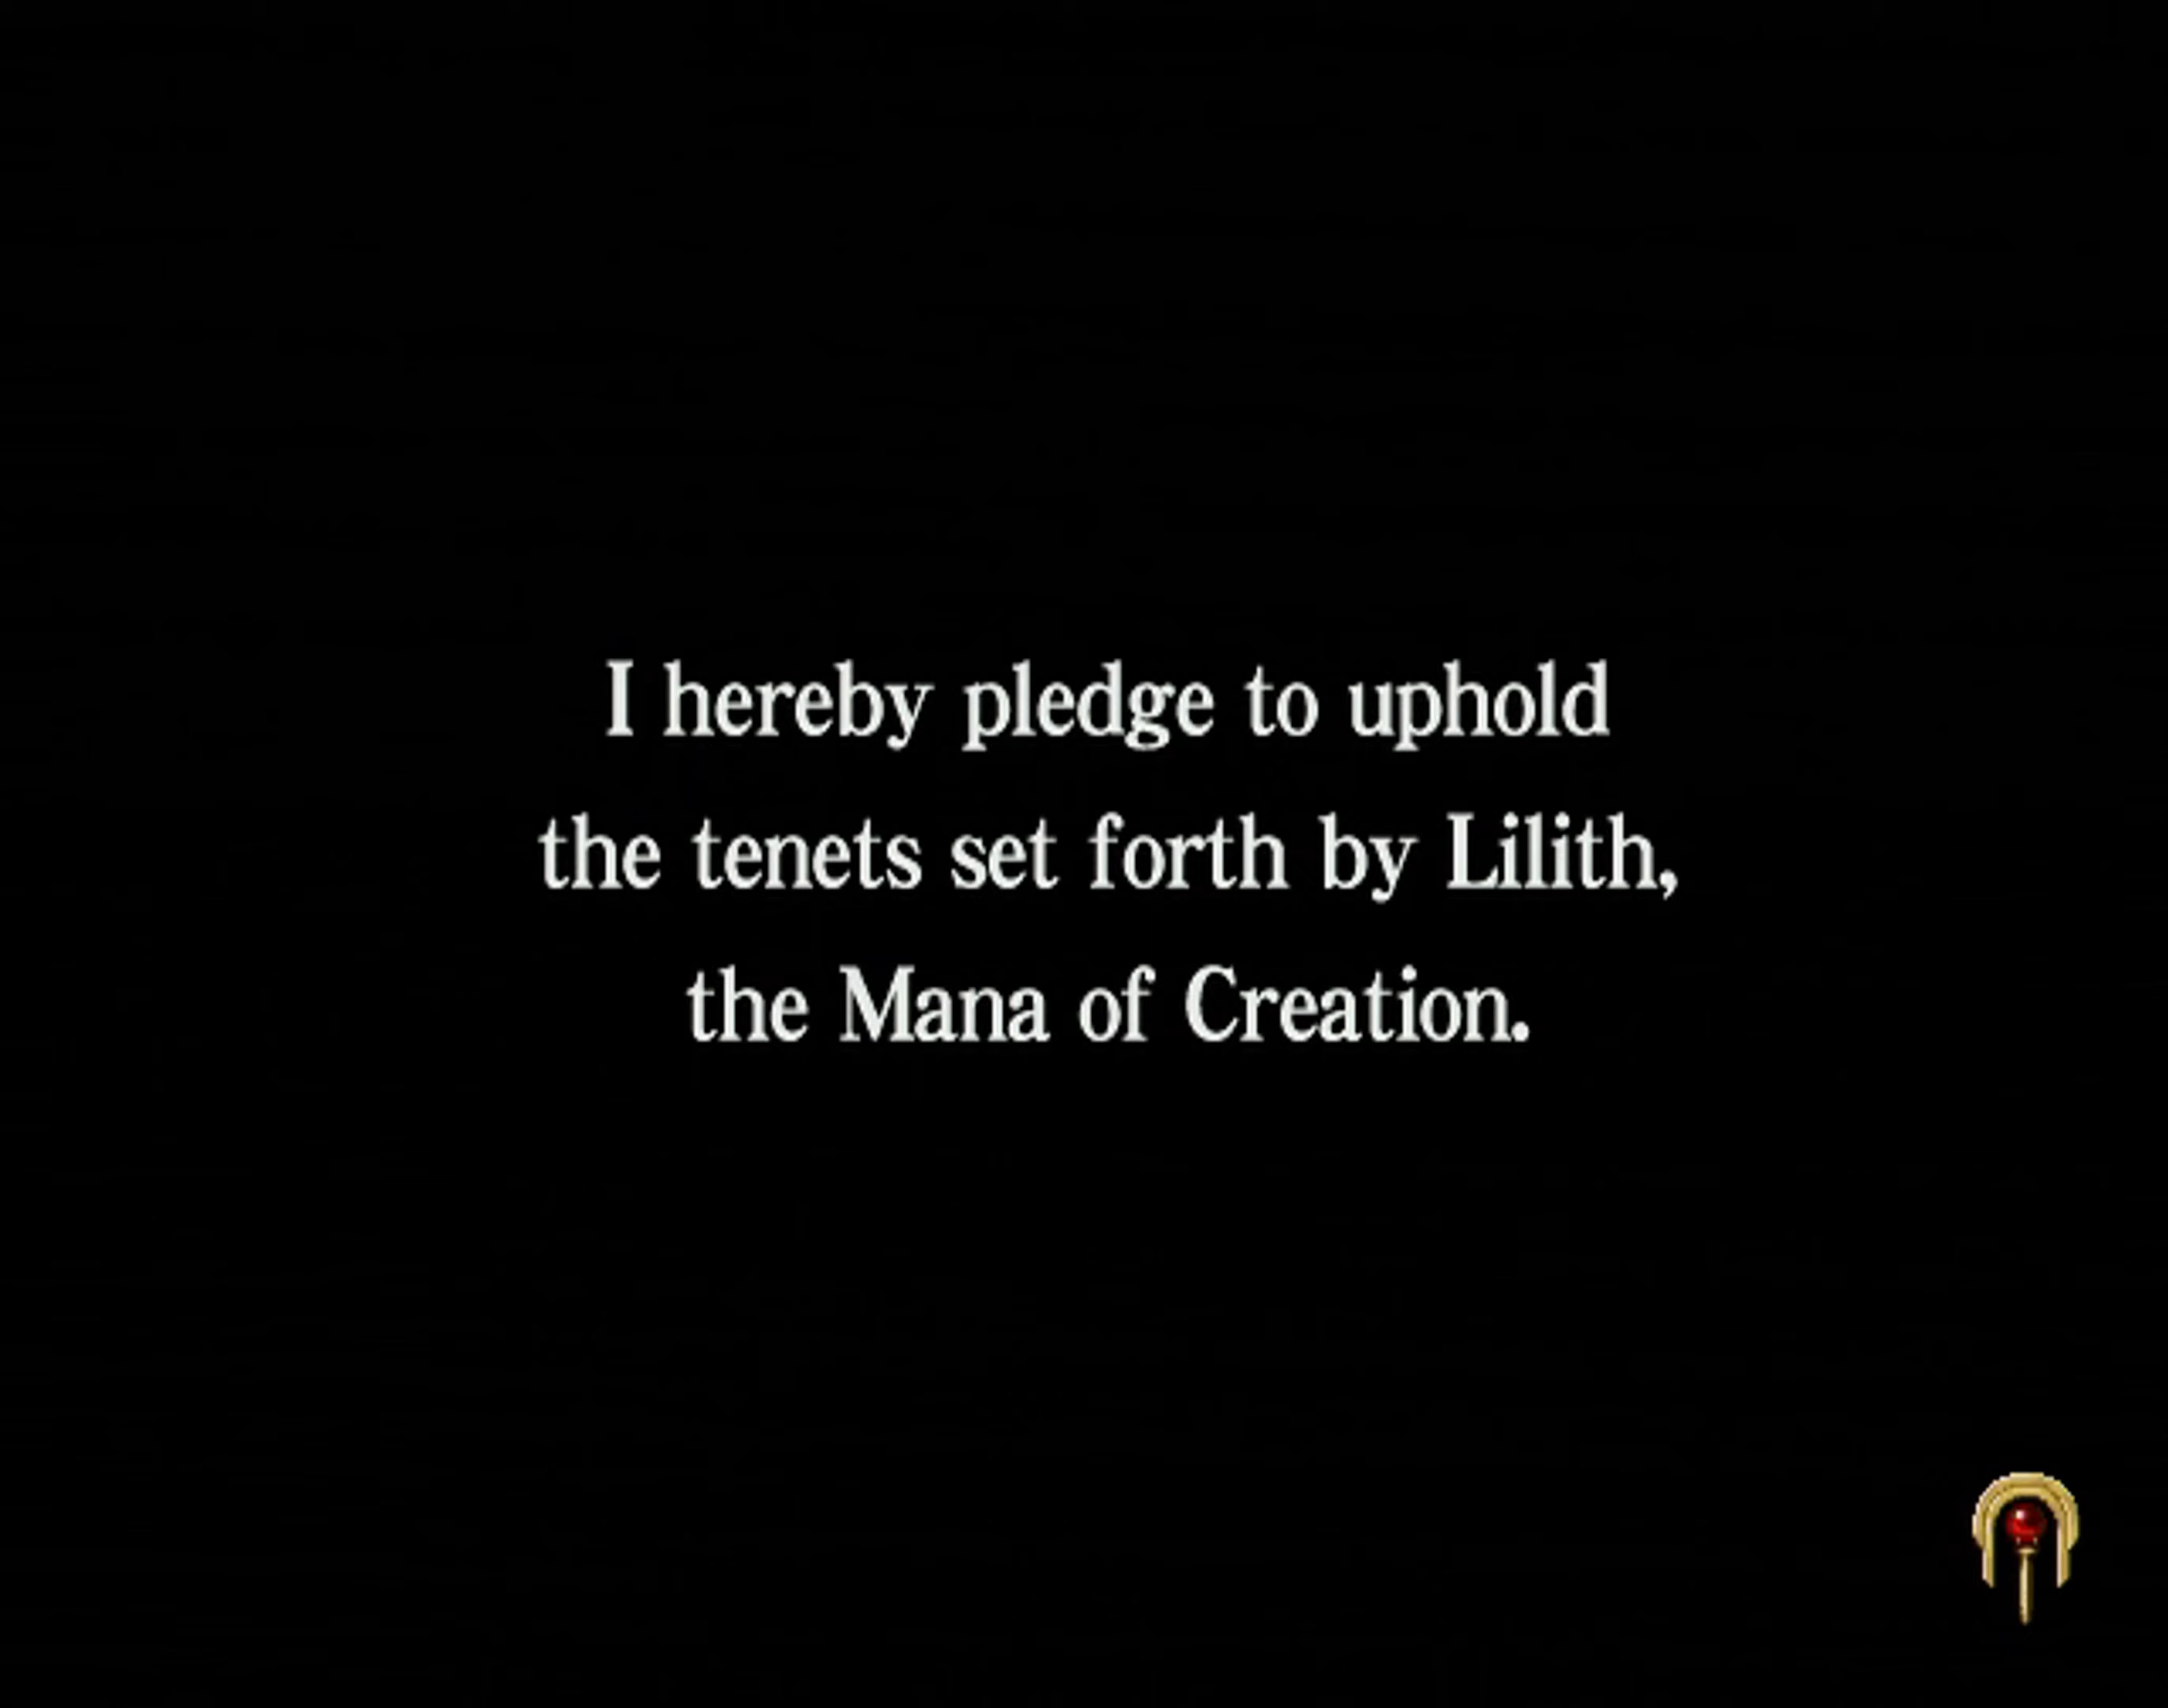 I hereby pledge to uphold
the tenets set forth by Lilith,
the Mana of Creation.